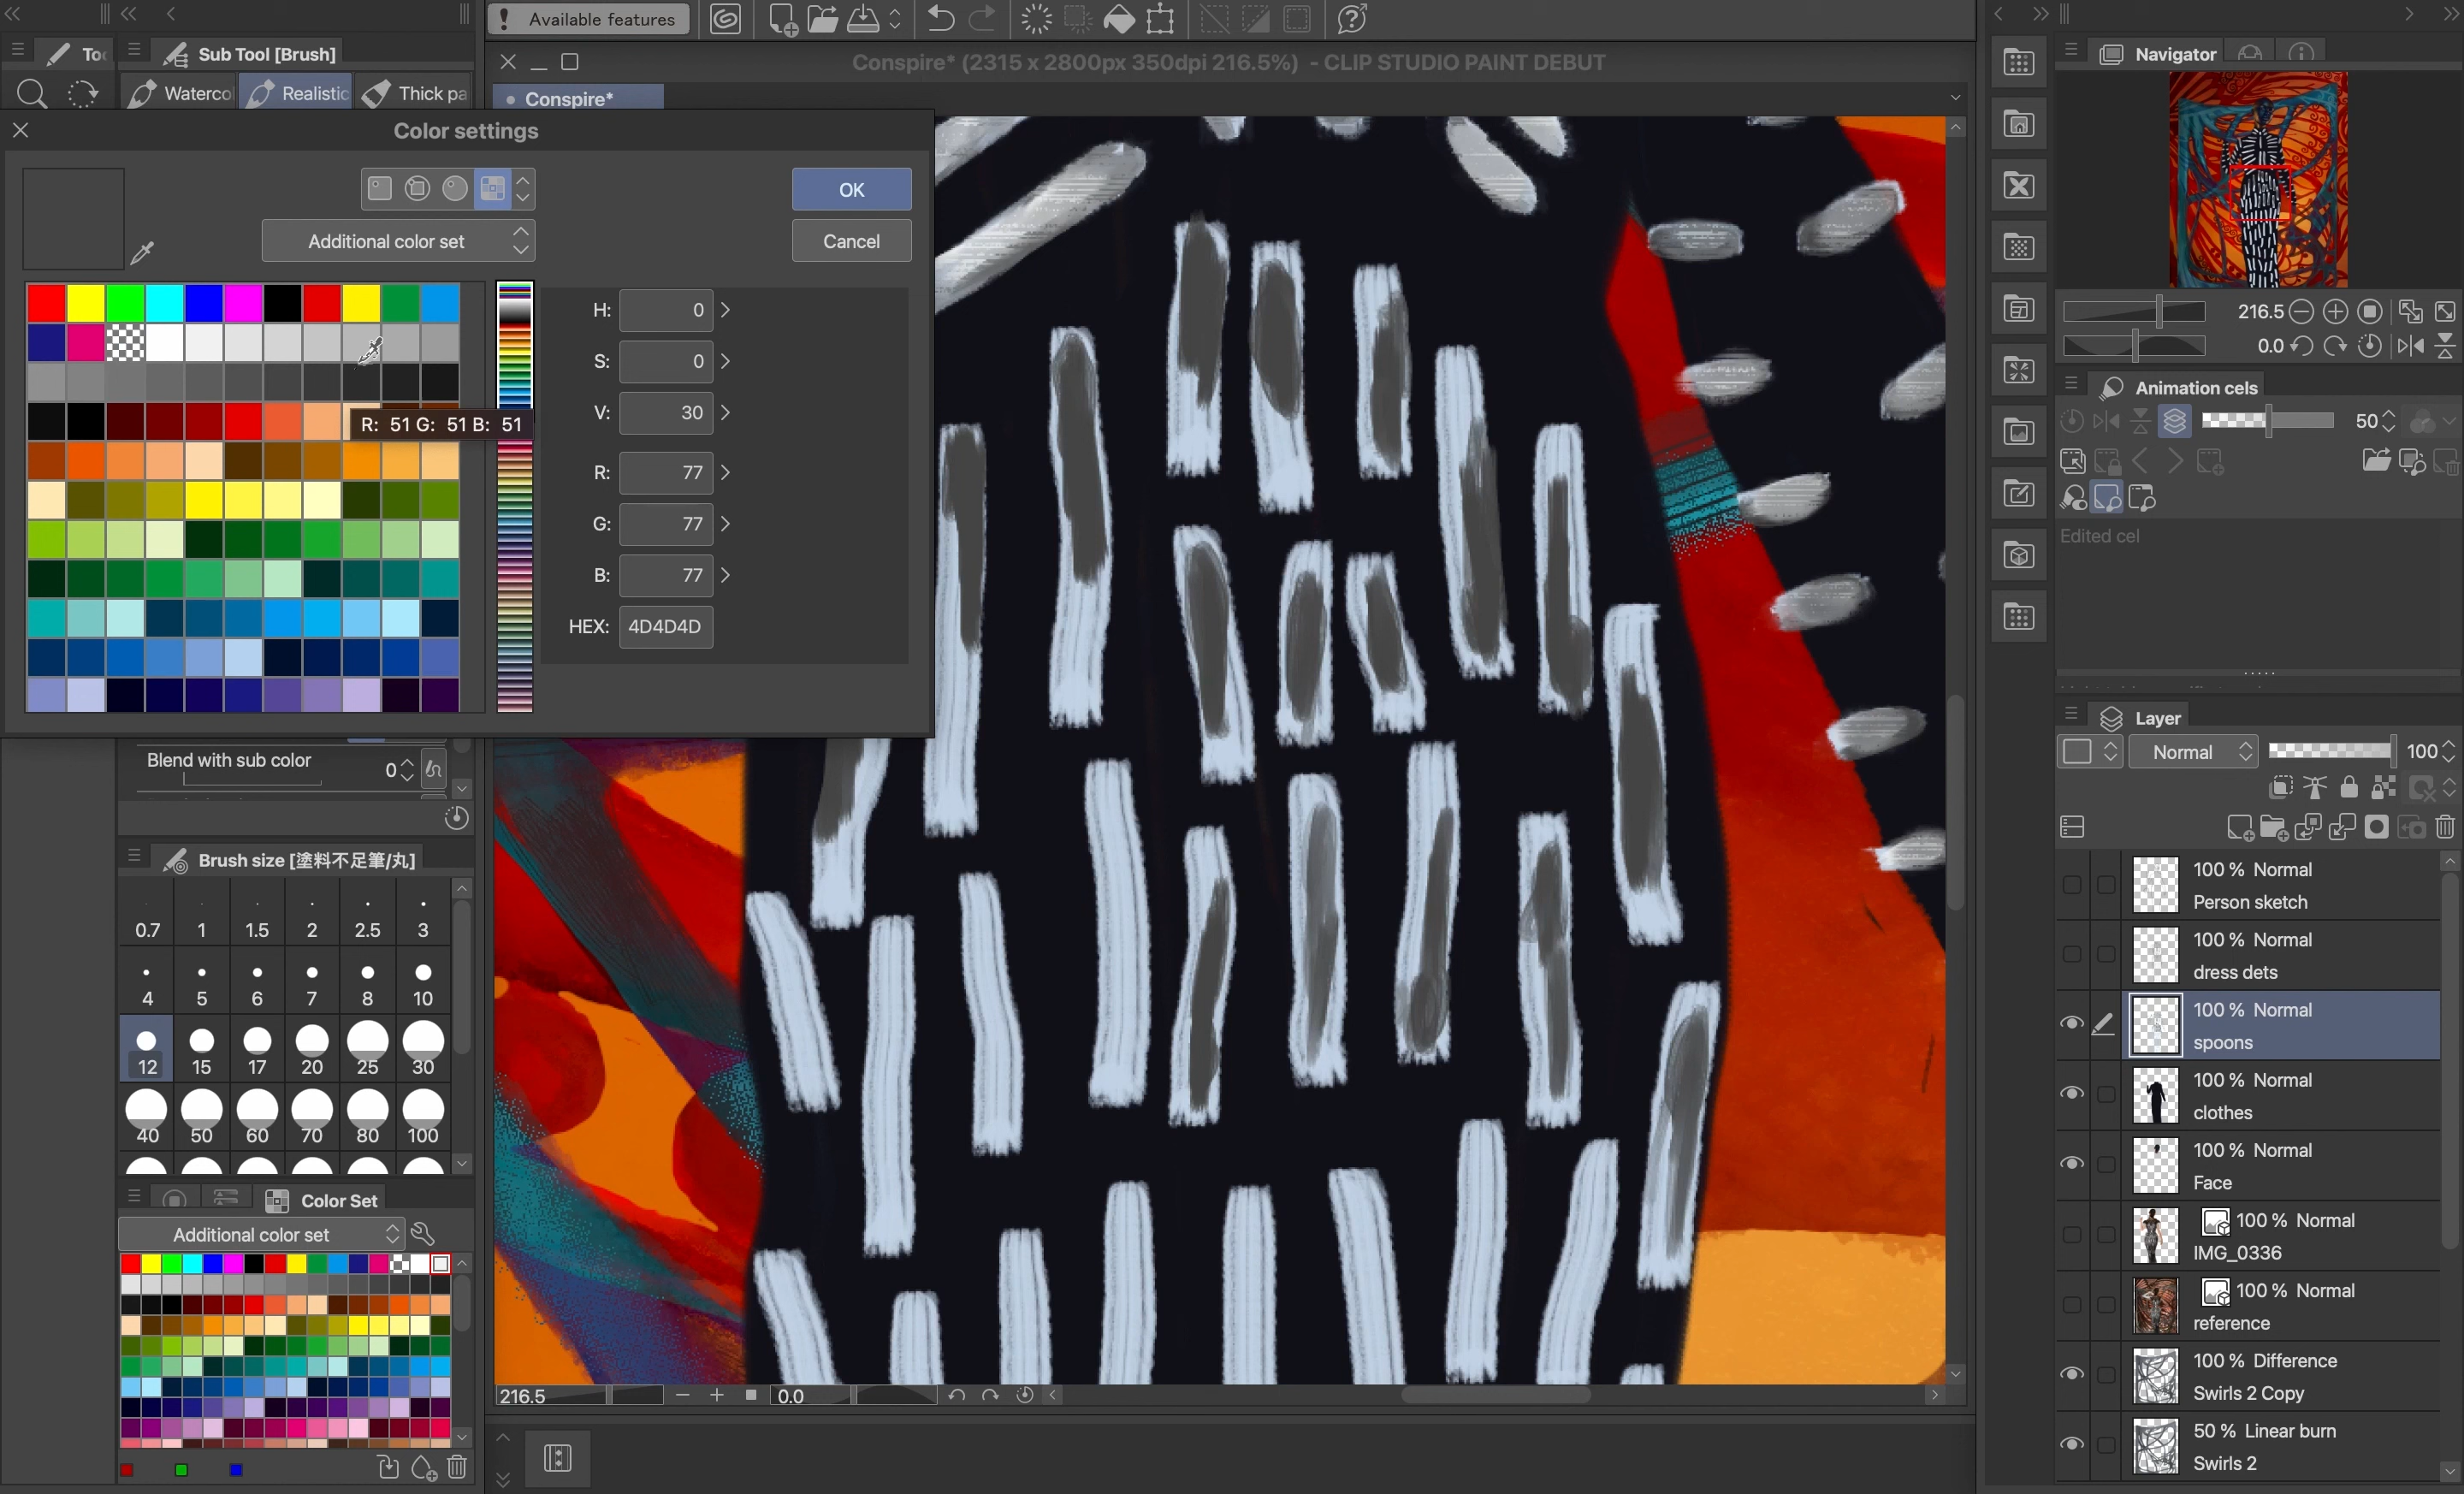 Available features
Too
Sub Tool [Brush]
Waterco
Realistic
Thick pa
Conspire* (2315 x 2800px 350dpi 216.5%) - CLIP STUDIO PAINT DEBUT
Conspire*
Color settings
OK
Cancel
Additional color set
H: 0
S: 0
V: 30
R: 77
G: 77
B: 77
HEX: 4D4D4D
R: 51 G: 51 B: 51
Blend with sub color
0
Brush size [塗料不足筆/丸]
0.7 1 1.5 2 2.5 3
4 5 6 7 8 10
12 15 17 20 25 30
40 50 60 70 80 100
Color Set
Additional color set
216.5
0.0
Navigator
216.5
0.0
Animation cels
50
Edited cel
Layer
Normal
100
100 % Normal
Person sketch
100 % Normal
dress dets
100 % Normal
spoons
100 % Normal
clothes
100 % Normal
Face
100 % Normal
IMG_0336
100 % Normal
reference
100 % Difference
Swirls 2 Copy
50 % Linear burn
Swirls 2